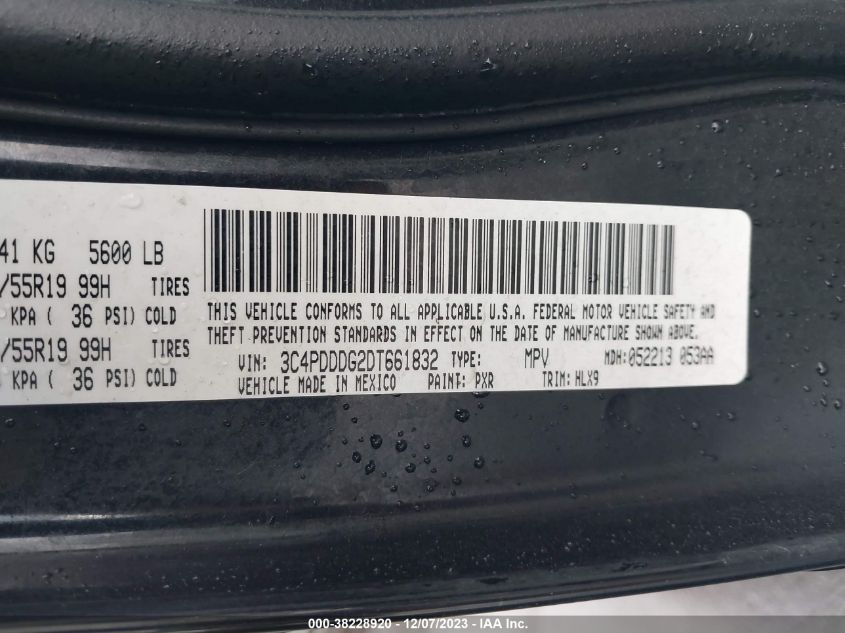 41 KG 5600 LB
/55R19 99H TIRES
KPA ( 36 PSI) COLD
/55R19 99H TIRES
KPA ( 36 PSI) COLD
THIS VEHICLE CONFORMS TO ALL APPLICABLE U.S.A. FEDERAL MOTOR VEHICLE SAFETY AND
THEFT PREVENTION STANDARDS IN EFFECT ON THE DATE OF MANUFACTURE SHOWN ABOVE.
VIN: 3C4PDDDG2DT661832 TYPE: MPV MDH:052213 053AA
VEHICLE MADE IN MEXICO PAINT: PXR TRIM: HLX9
000-38228920 - 12/07/2023 - IAA Inc.